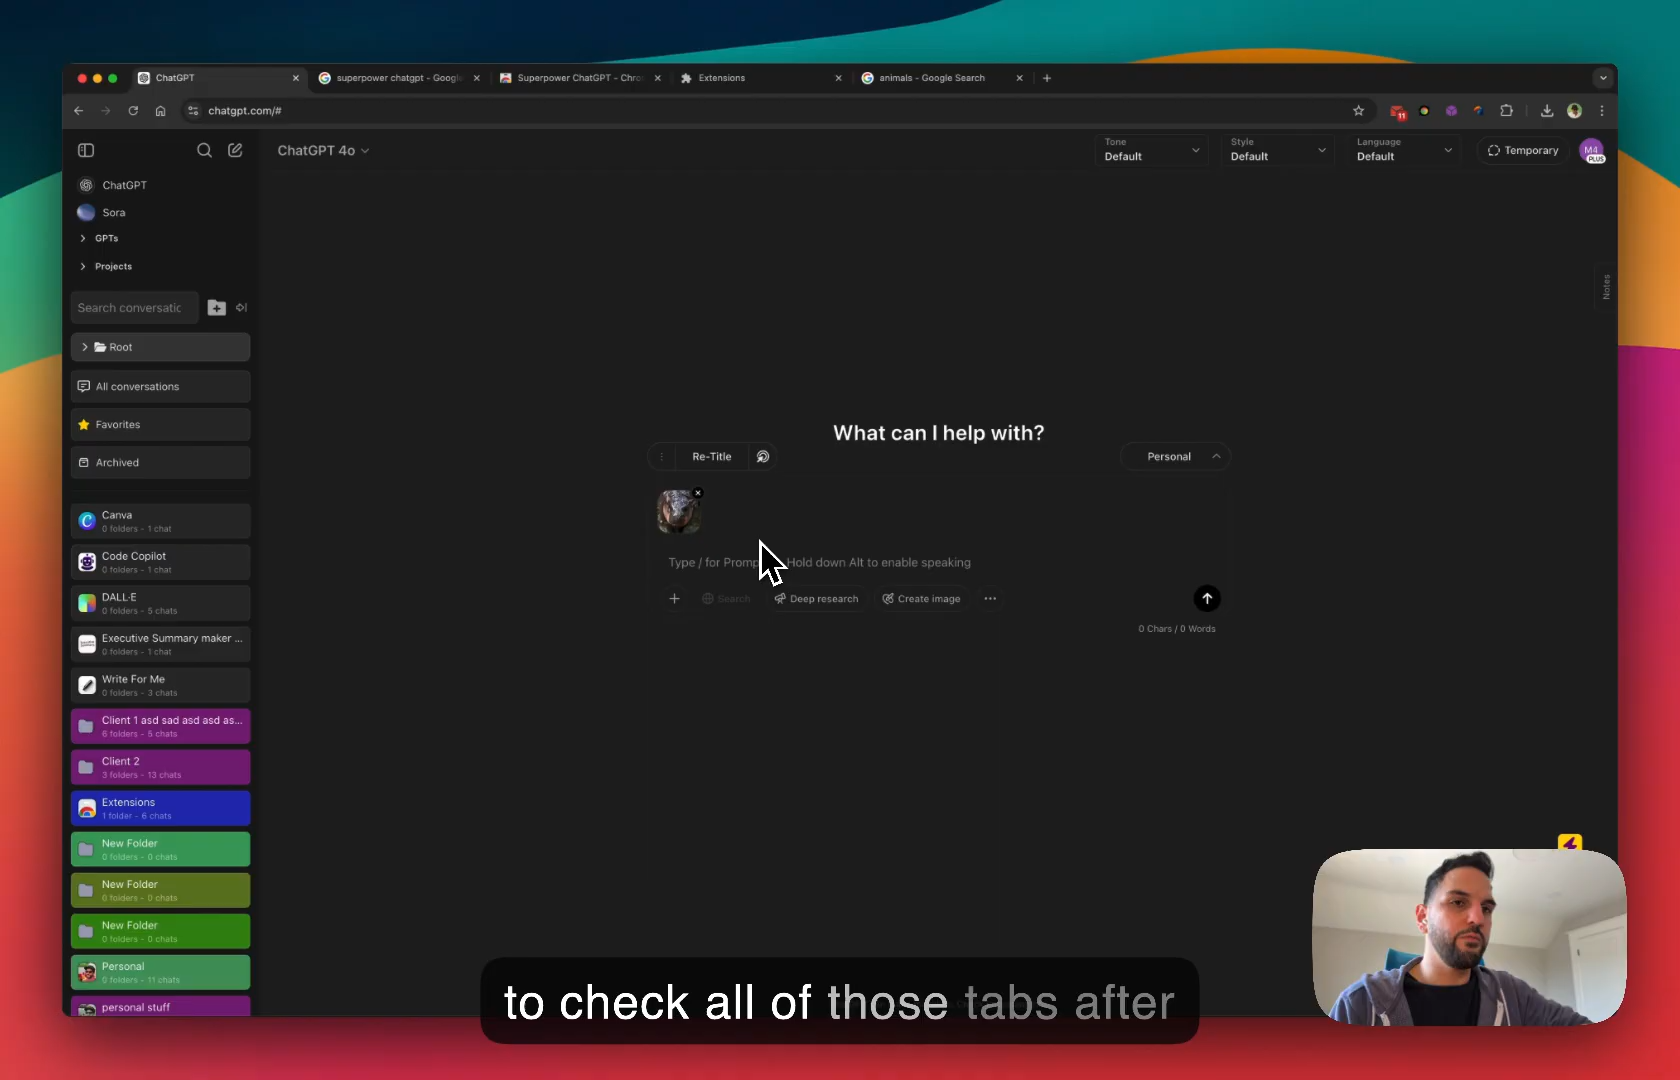 ChatGPT
superpower chatgpt - Googl
Superpower ChatGPT - Chro
Extensions
animals - Google Search
chatgpt.com/#
11
ChatGPT 4o
Tone
Default
Style
Default
Language
Default
Temporary
M4
PLUS
ChatGPT
Sora
GPTs
Projects
Search conversatic
Root
All conversations
Favorites
Archived
Canva
0 folders - 1 chat
Code Copilot
0 folders - 1 chat
DALL·E
0 folders - 5 chats
Executive Summary maker ...
0 folders - 1 chat
Write For Me
0 folders - 3 chats
Client 1 asd sad asd asd as...
6 folders - 5 chats
Client 2
3 folders - 13 chats
Extensions
1 folder - 6 chats
New Folder
0 folders - 0 chats
New Folder
0 folders - 0 chats
New Folder
0 folders - 0 chats
Personal
0 folders - 11 chats
personal stuff
Notes
What can I help with?
Re-Title
Personal
Type / for Promp Hold down Alt to enable speaking
Search
Deep research
Create image
0 Chars / 0 Words
to check all of those tabs after